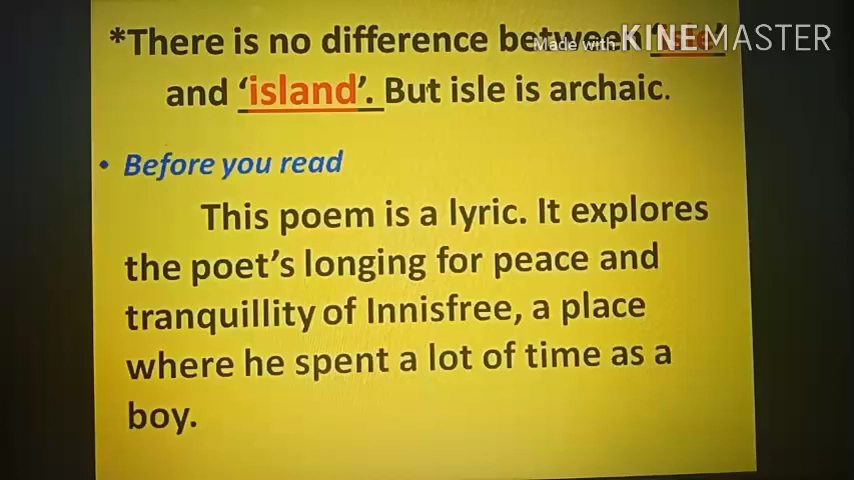 *There is no difference between 'isle'
Made with KINEMASTER
and 'island'. But isle is archaic.
• Before you read
This poem is a lyric. It explores
the poet's longing for peace and
tranquillity of Innisfree, a place
where he spent a lot of time as a
boy.